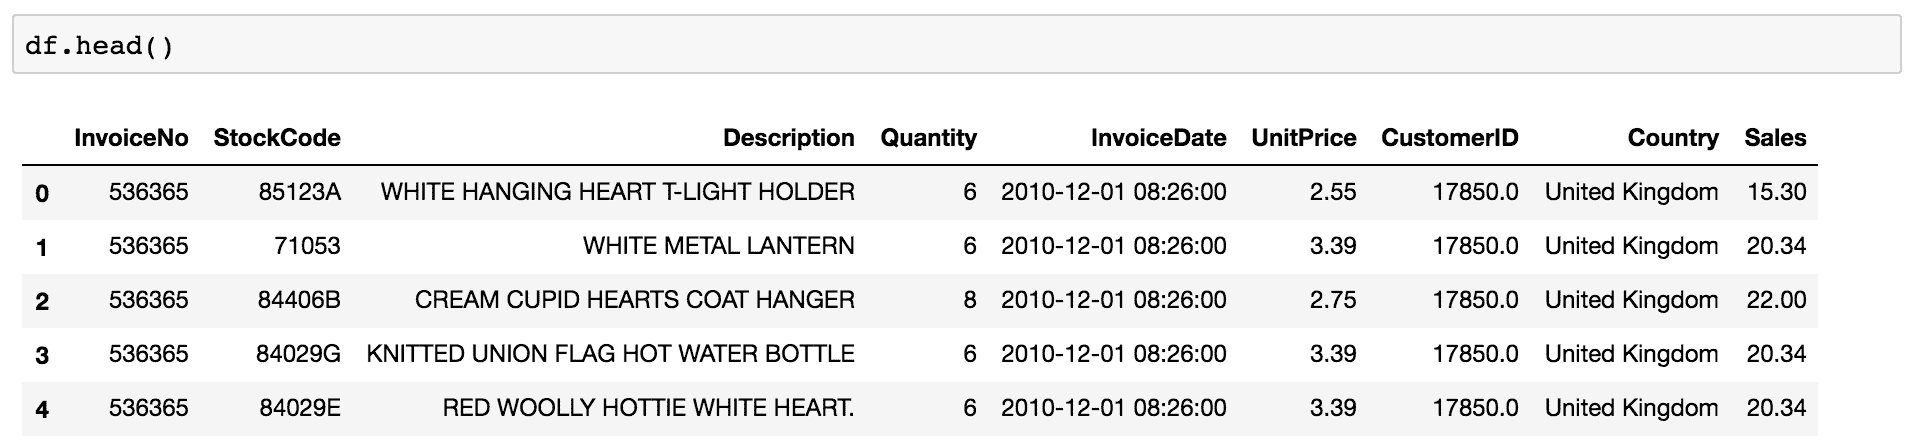 df.head()
InvoiceNo StockCode Description Quantity InvoiceDate UnitPrice CustomerID Country Sales
0 536365 85123A WHITE HANGING HEART T-LIGHT HOLDER 6 2010-12-01 08:26:00 2.55 17850.0 United Kingdom 15.30
1 536365 71053 WHITE METAL LANTERN 6 2010-12-01 08:26:00 3.39 17850.0 United Kingdom 20.34
2 536365 84406B CREAM CUPID HEARTS COAT HANGER 8 2010-12-01 08:26:00 2.75 17850.0 United Kingdom 22.00
3 536365 84029G KNITTED UNION FLAG HOT WATER BOTTLE 6 2010-12-01 08:26:00 3.39 17850.0 United Kingdom 20.34
4 536365 84029E RED WOOLLY HOTTIE WHITE HEART. 6 2010-12-01 08:26:00 3.39 17850.0 United Kingdom 20.34